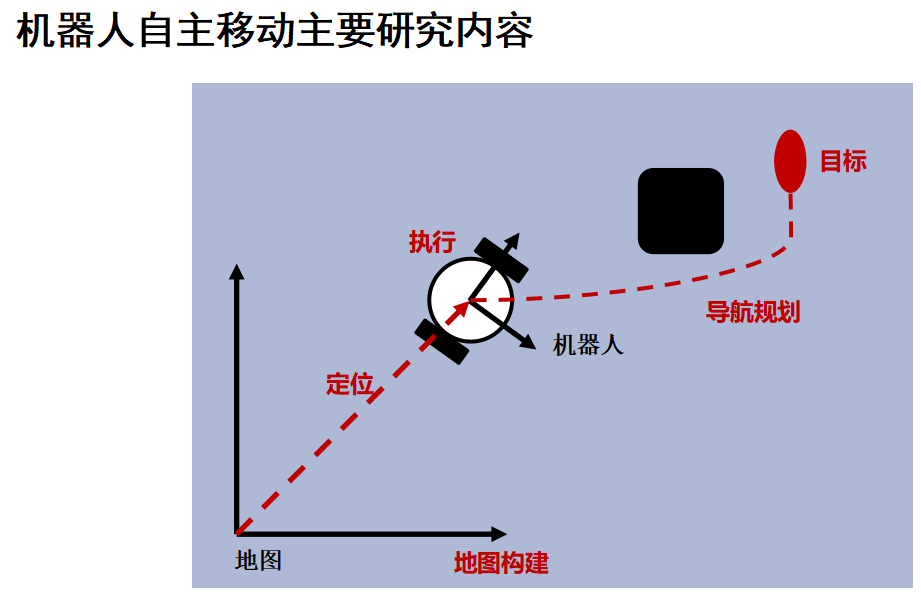 机器人自主移动主要研究内容
目标
执行
导航规划
机器人
定位
地图
地图构建